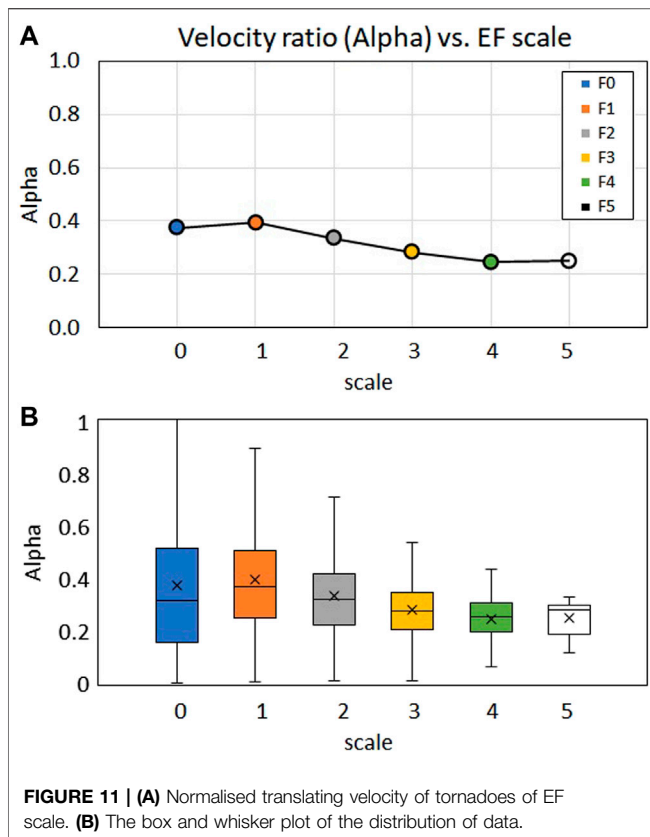 A
Velocity ratio (Alpha) vs. EF scale
1.0
0.8
0.6
0.4
0.2
0.0
Alpha
F0
F1
F2
F3
F4
F5
0 1 2 3 4 5
scale
B
1
0.8
0.6
0.4
0.2
0
Alpha
0 1 2 3 4 5
scale
FIGURE 11 | (A) Normalised translating velocity of tornadoes of EF
scale. (B) The box and whisker plot of the distribution of data.